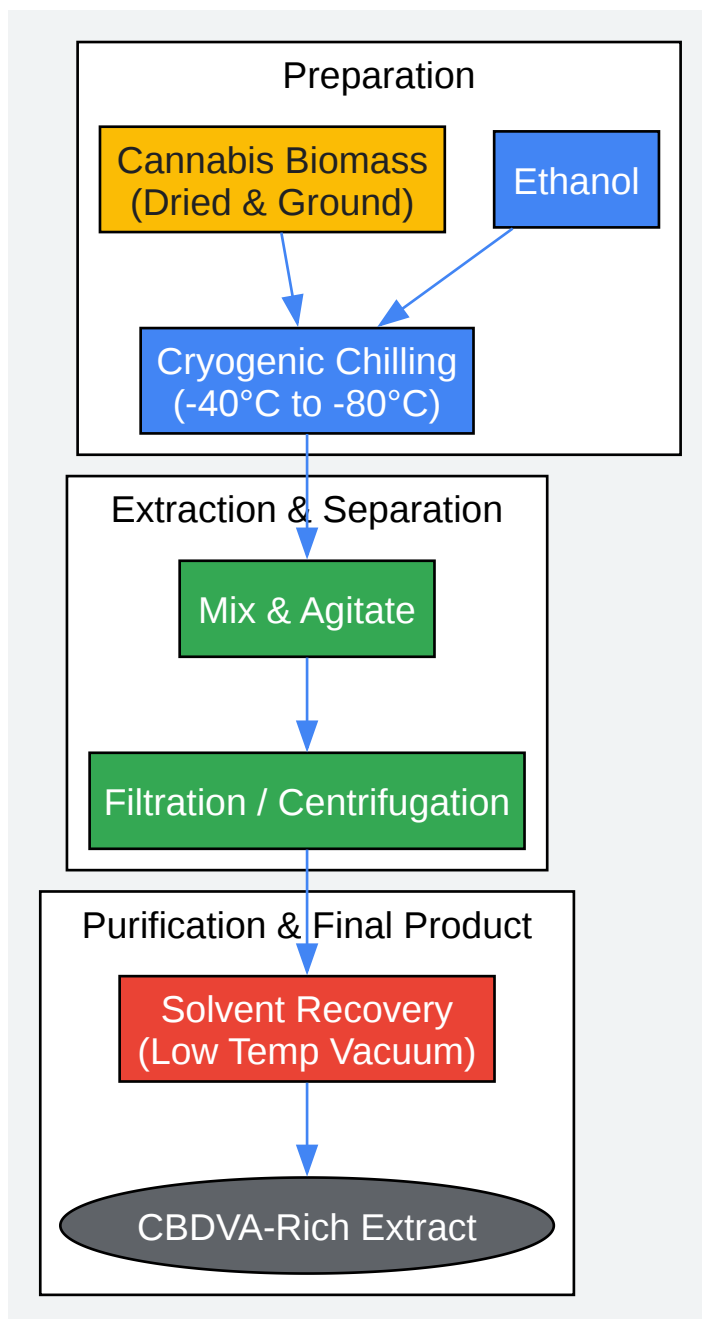 Preparation
Cannabis Biomass
(Dried & Ground)
Ethanol
Cryogenic Chilling
(-40°C to -80°C)
Extraction & Separation
Mix & Agitate
Filtration / Centrifugation
Purification & Final Product
Solvent Recovery
(Low Temp Vacuum)
CBDVA-Rich Extract